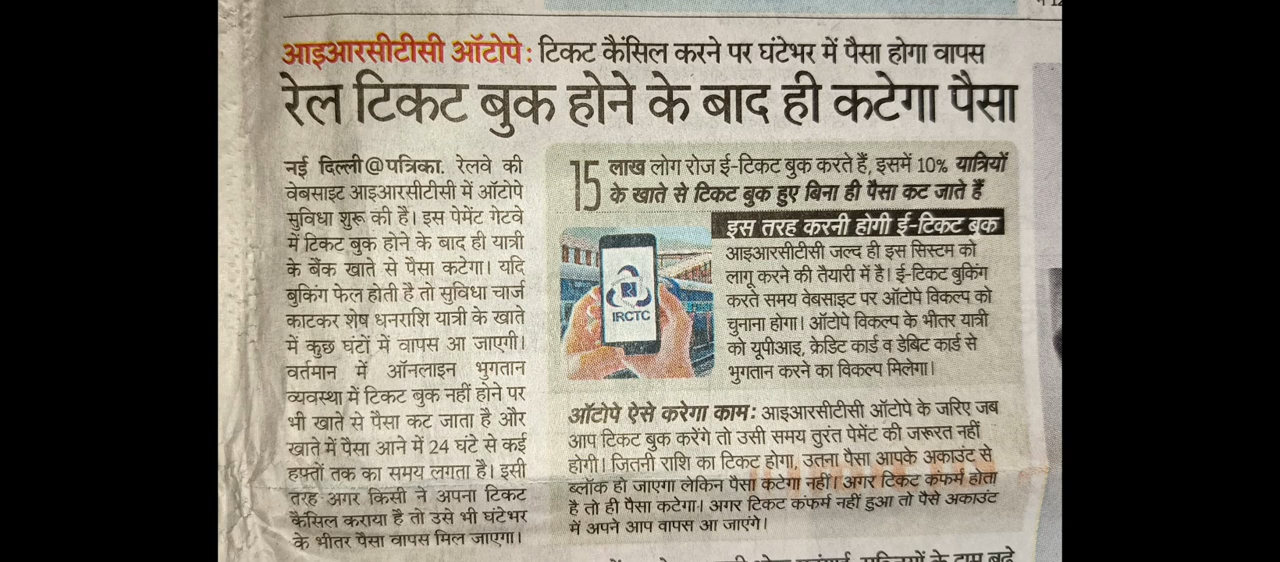 आइआरसीटीसी ऑटोपे: टिकट कैंसिल करने पर घंटेभर में पैसा होगा वापस
रेल टिकट बुक होने के बाद ही कटेगा पैसा
नई दिल्ली@पत्रिका. रेलवे की
वेबसाइट आइआरसीटीसी में ऑटोपे
सुविधा शुरू की है। इस पेमेंट गेटवे
में टिकट बुक होने के बाद ही यात्री
के बैंक खाते से पैसा कटेगा। यदि
बुकिंग फेल होती है तो सुविधा चार्ज
काटकर शेष धनराशि यात्री के खाते
में कुछ घंटों में वापस आ जाएगी।
वर्तमान में ऑनलाइन भुगतान
व्यवस्था में टिकट बुक नहीं होने पर
भी खाते से पैसा कट जाता है और
खाते में पैसा आने में 24 घंटे से कई
हफ्तों तक का समय लगता है। इसी
तरह अगर किसी ने अपना टिकट
कैंसिल कराया है तो उसे भी घंटेभर
के भीतर पैसा वापस मिल जाएगा।
15 लाख लोग रोज ई-टिकट बुक करते हैं, इसमें 10% यात्रियों
के खाते से टिकट बुक हुए बिना ही पैसा कट जाते हैं
इस तरह करनी होगी ई-टिकट बुक
आइआरसीटीसी जल्द ही इस सिस्टम को
लागू करने की तैयारी में है। ई-टिकट बुकिंग
करते समय वेबसाइट पर ऑटोपे विकल्प को
चुनाना होगा। ऑटोपे विकल्प के भीतर यात्री
को यूपीआइ, क्रेडिट कार्ड व डेबिट कार्ड से
भुगतान करने का विकल्प मिलेगा।
IRCTC
ऑटोपे ऐसे करेगा काम: आइआरसीटीसी ऑटोपे के जरिए जब
आप टिकट बुक करेंगे तो उसी समय तुरंत पेमेंट की जरूरत नहीं
होगी। जितनी राशि का टिकट होगा, उतना पैसा आपके अकाउंट से
ब्लॉक हो जाएगा लेकिन पैसा कटेगा नहीं। अगर टिकट कंफर्म होता
है तो ही पैसा कटेगा। अगर टिकट कंफर्म नहीं हुआ तो पैसे अकाउंट
में अपने आप वापस आ जाएंगे।